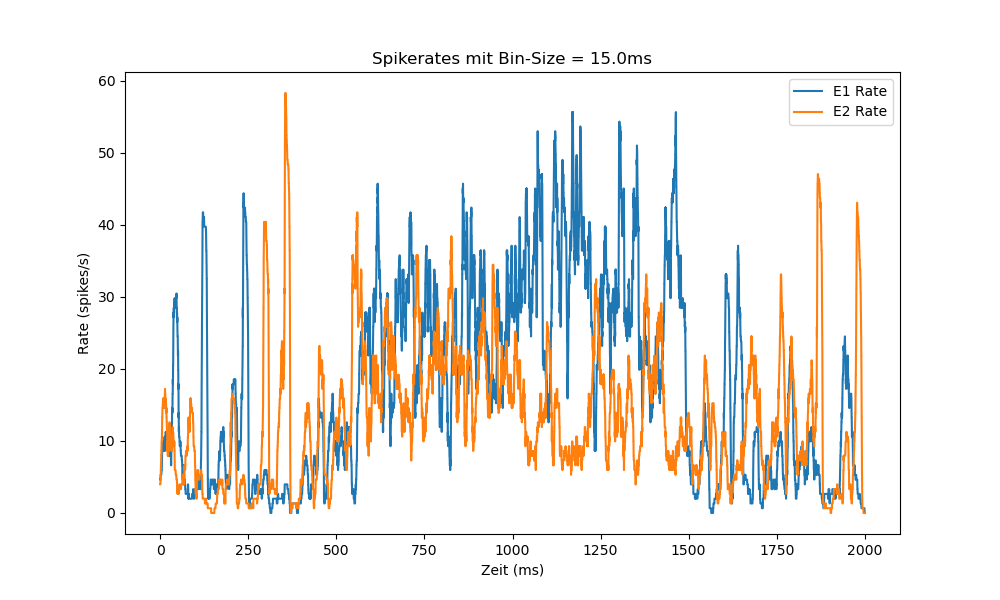 Spikerates mit Bin-Size = 15.0ms
E1 Rate
E2 Rate
60
50
40
30
20
10
0
Rate (spikes/s)
0 250 500 750 1000 1250 1500 1750 2000
Zeit (ms)